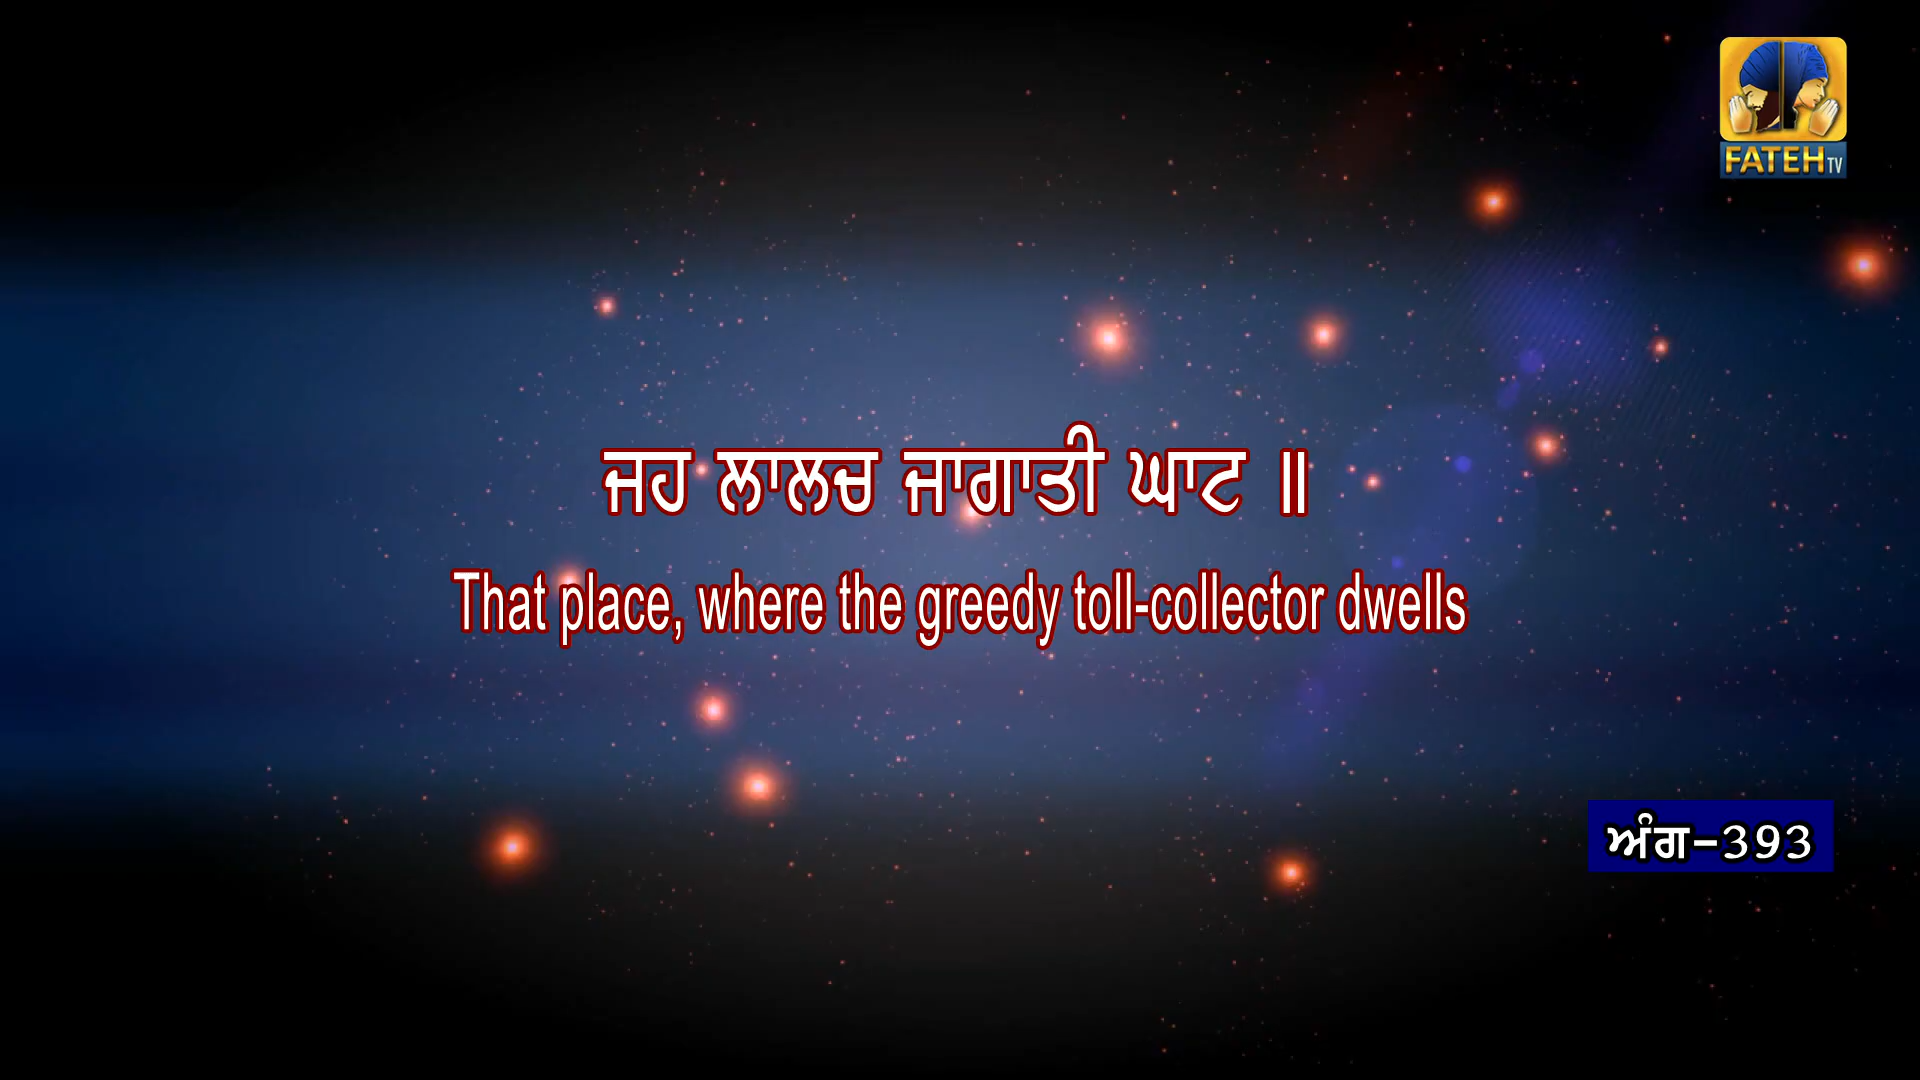 FATEH TV
ਜਹ ਲਾਲਚ ਜਾਗਾਤੀ ਘਾਟ ॥
That place, where the greedy toll-collector dwells
ਅੰਗ-393